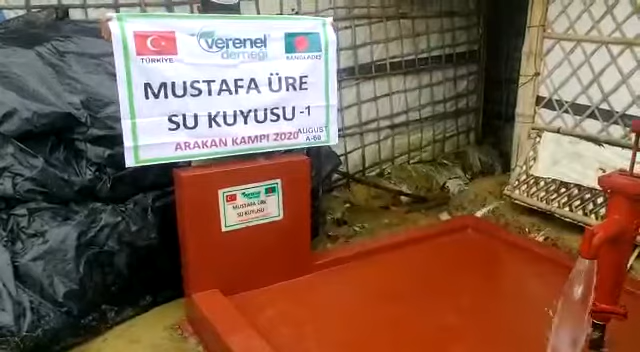 verenel
derneği
TÜRKİYE
BANGLADEŞ
MUSTAFA ÜRE
SU KUYUSU -1
ARAKAN KAMPI 2020
AUGUST
A-60
verenel
MUSTAFA ÜRE
SU KUYUSU